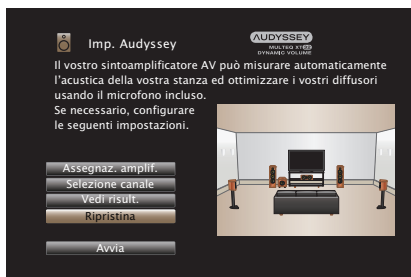 Imp. Audyssey
AUDYSSEY
MULTEQ XT32
DYNAMIC VOLUME
Il vostro sintoamplificatore AV può misurare automaticamente
l'acustica della vostra stanza ed ottimizzare i vostri diffusori
usando il microfono incluso.
Se necessario, configurare
le seguenti impostazioni.
Assegnaz. amplif.
Selezione canale
Vedi risult.
Ripristina
Avvia